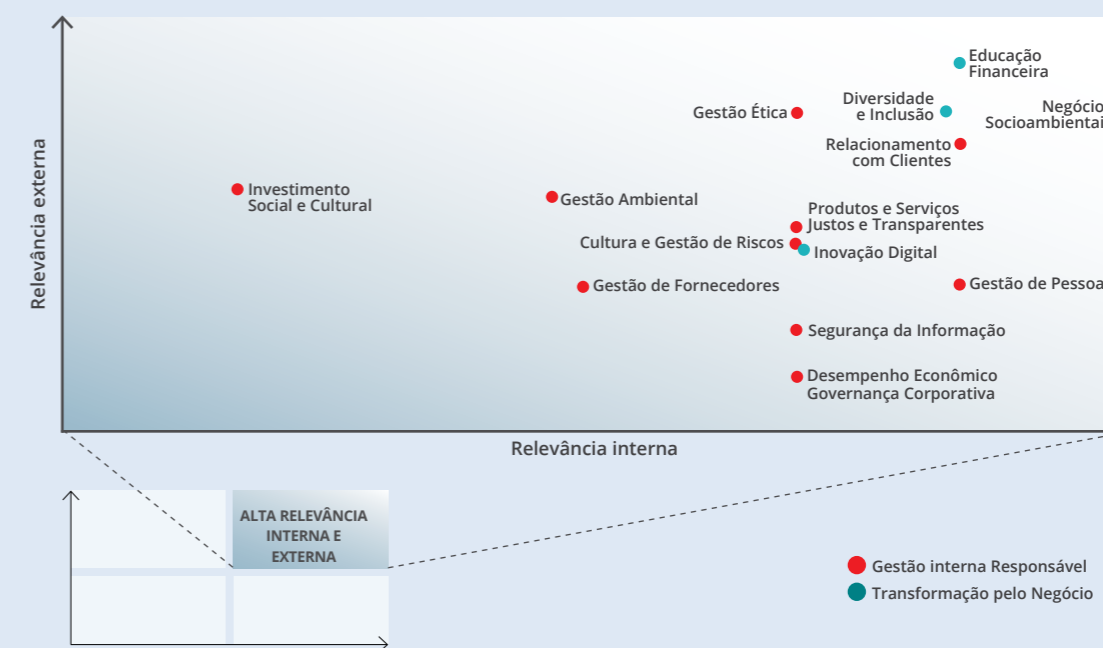 Educação
Financeira
Diversidade
e Inclusão
Gestão Ética
Negócio
Socioambientai
Relacionamento
com Clientes
Investimento
Social e Cultural
Gestão Ambiental
Produtos e Serviços
Justos e Transparentes
Cultura e Gestão de Riscos
Inovação Digital
Gestão de Fornecedores
Gestão de Pessoa
Segurança da Informação
Desempenho Econômico
Governança Corporativa
Relevância externa
Relevância interna
ALTA RELEVÂNCIA
INTERNA E
EXTERNA
Gestão interna Responsável
Transformação pelo Negócio